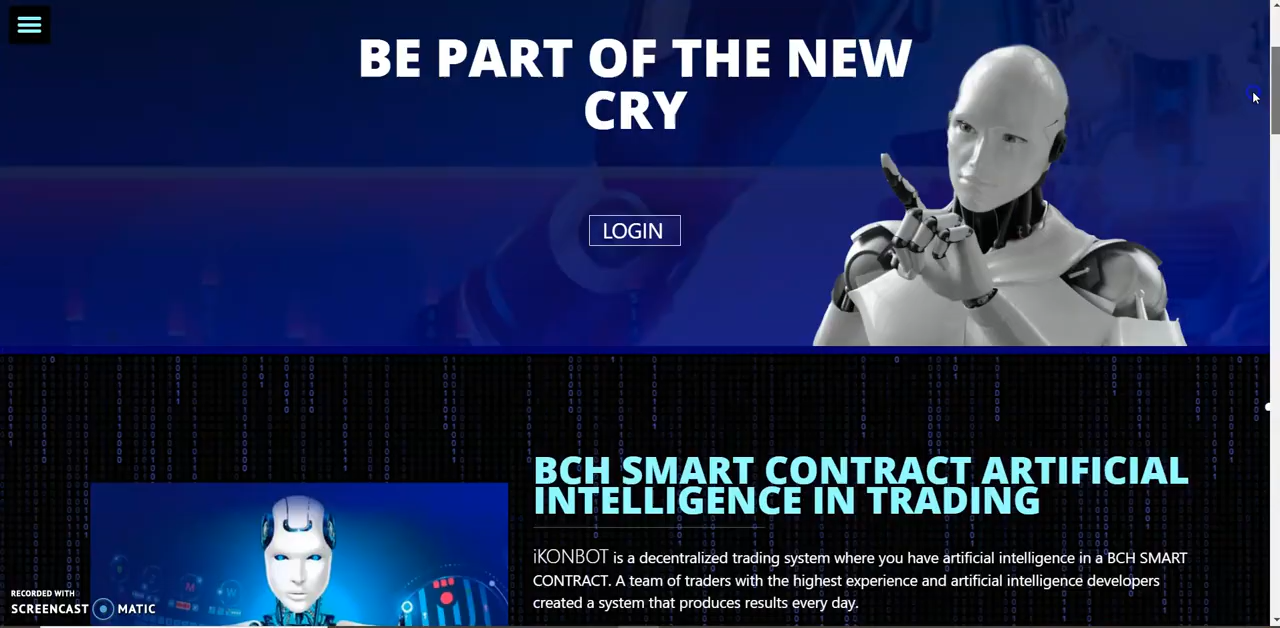 BE PART OF THE NEW
CRY
LOGIN
BCH SMART CONTRACT ARTIFICIAL
INTELLIGENCE IN TRADING
iKONBOT is a decentralized trading system where you have artificial intelligence in a BCH SMART
CONTRACT. A team of traders with the highest experience and artificial intelligence developers
created a system that produces results every day.
RECORDED WITH
SCREENCAST MATIC